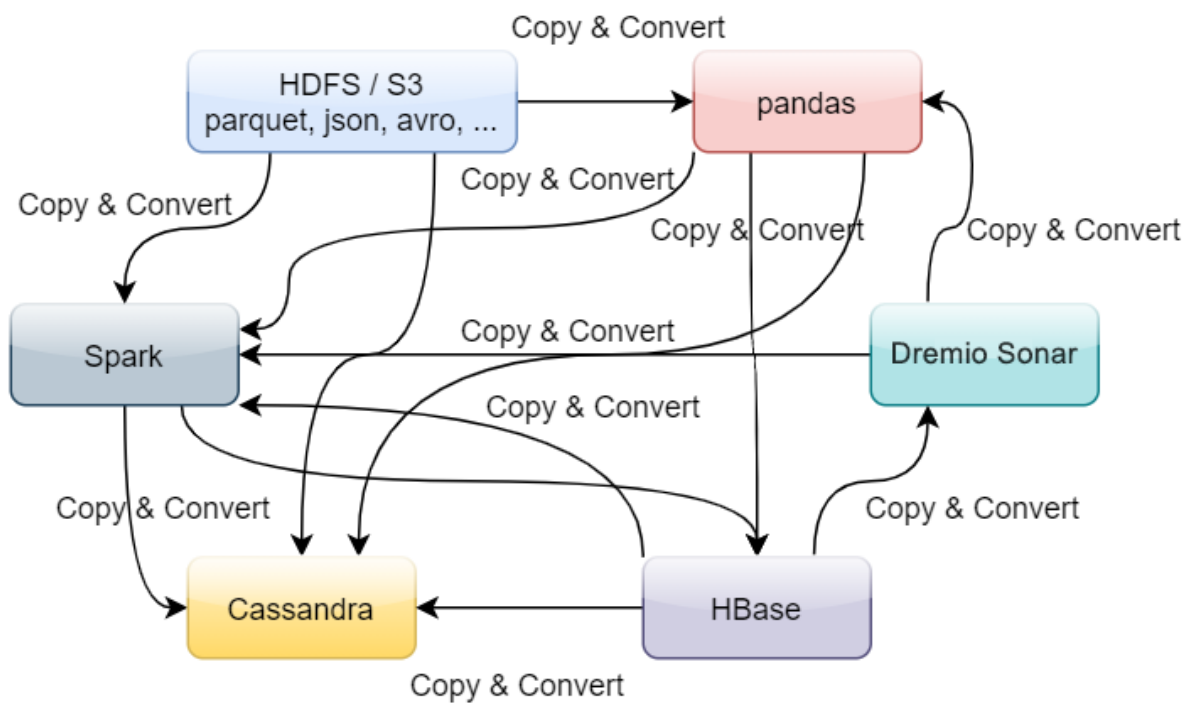 Copy & Convert
HDFS / S3
parquet, json, avro, ...
pandas
Copy & Convert
Copy & Convert
Copy & Convert
Copy & Convert
Copy & Convert
Spark
Dremio Sonar
Copy & Convert
Copy & Convert
Copy & Convert
Cassandra
HBase
Copy & Convert